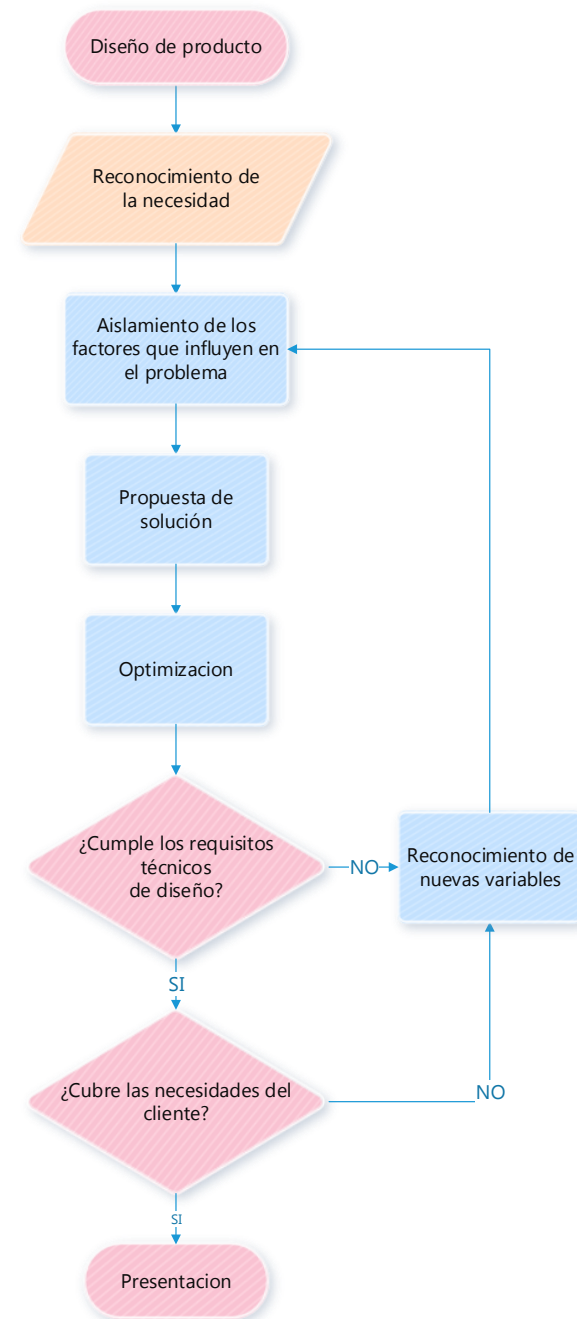 Diseño de producto
Reconocimiento de
la necesidad
Aislamiento de los
factores que influyen en
el problema
Propuesta de
solución
Optimizacion
¿Cumple los requisitos
técnicos
de diseño?
NO
Reconocimiento de
nuevas variables
SI
¿Cubre las necesidades del
cliente?
NO
SI
Presentacion